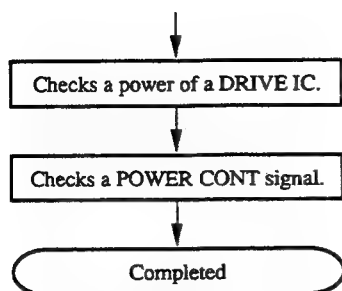 Checks a power of a DRIVE IC.
Checks a POWER CONT signal.
Completed